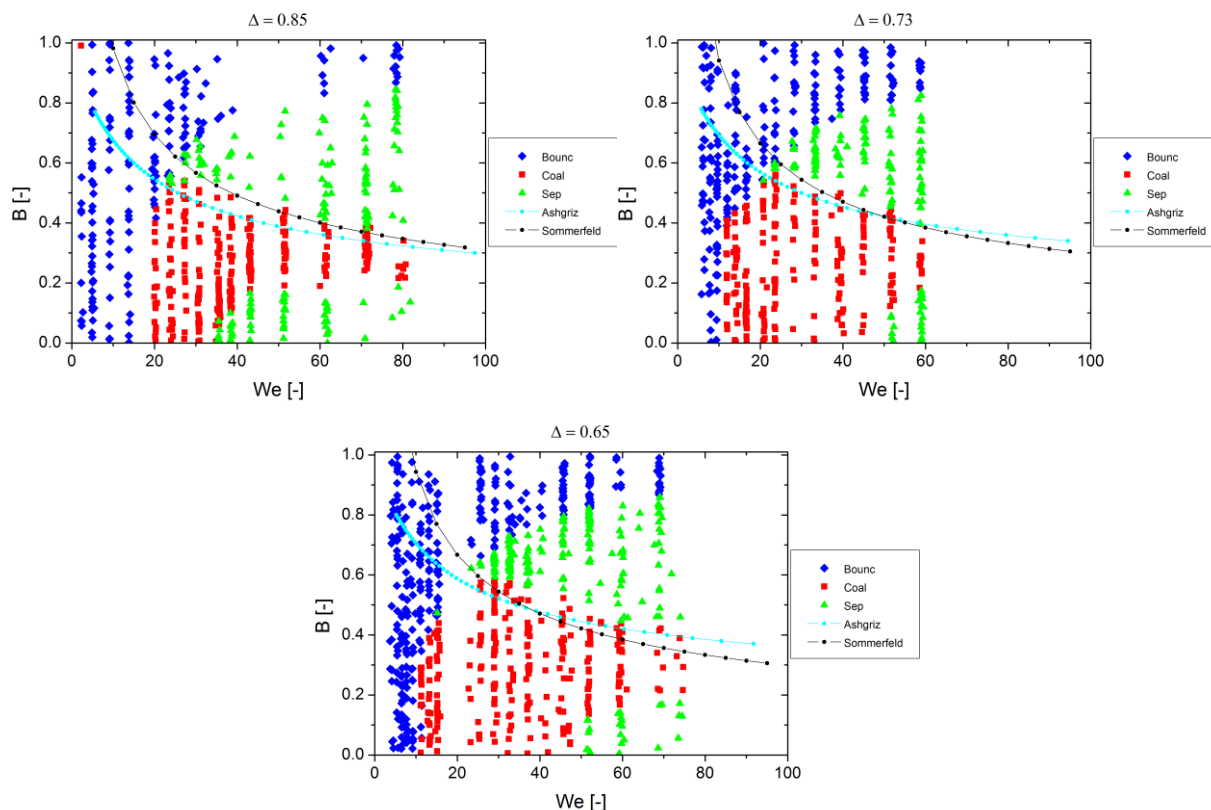 Δ = 0.85
1.0
0.8
0.6
0.4
0.2
0.0
B [-]
0
20
40
60
80
100
We [-]
Bounc
Coal
Sep
Ashgriz
Sommerfeld
Δ = 0.73
1.0
0.8
0.6
0.4
0.2
0.0
B [-]
0
20
40
60
80
100
We [-]
Bounc
Coal
Sep
Ashgriz
Sommerfeld
Δ = 0.65
1.0
0.8
0.6
0.4
0.2
0.0
B [-]
0
20
40
60
80
100
We [-]
Bounc
Coal
Sep
Ashgriz
Sommerfeld